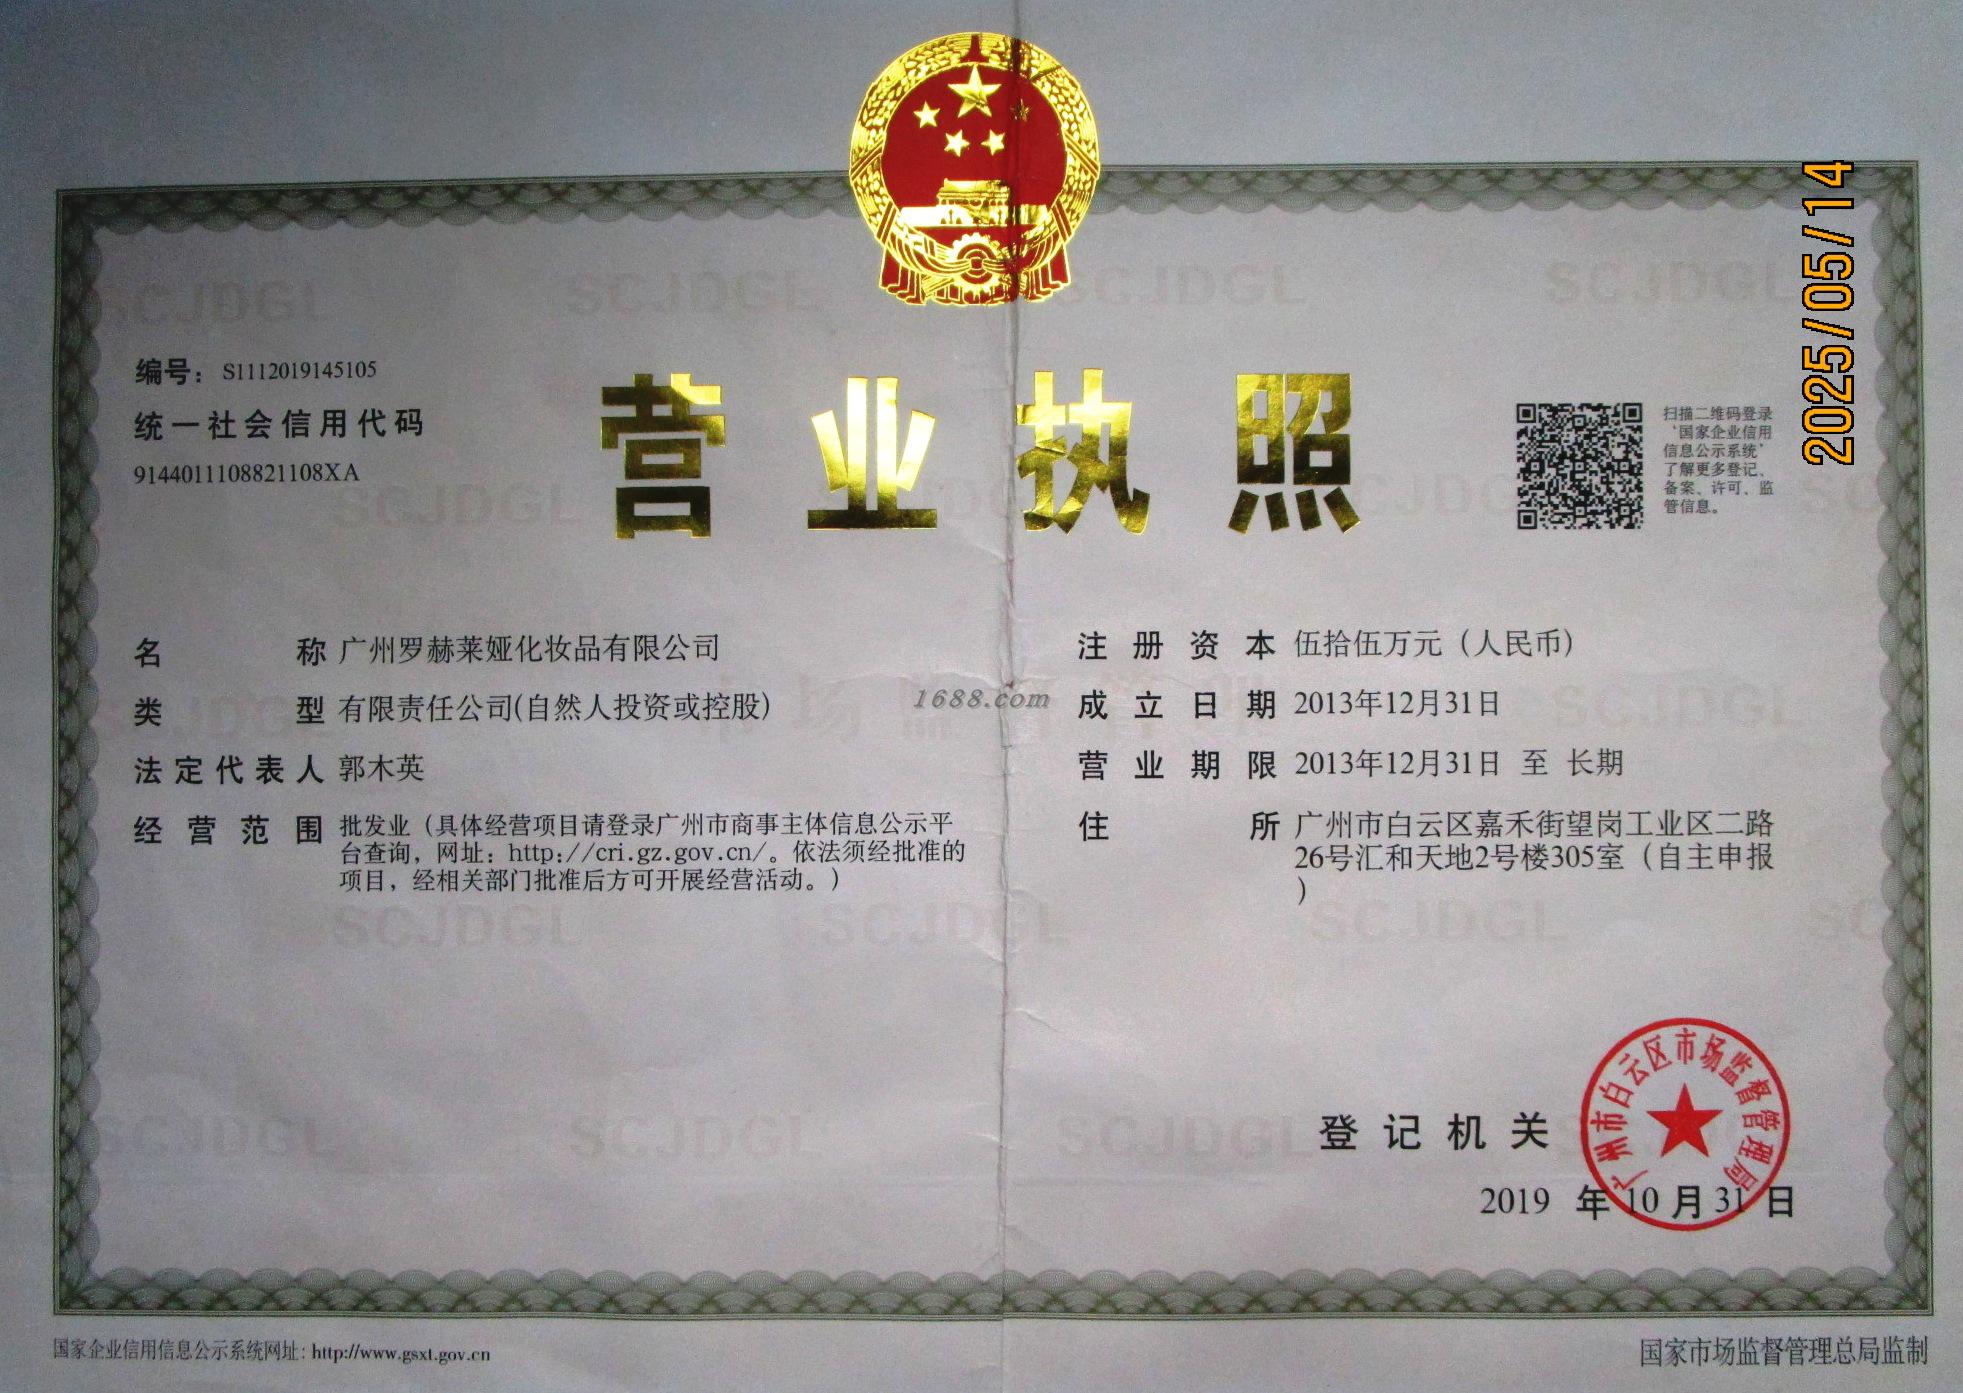 2025/05/14
编号: S1112019145105
统一社会信用代码
9144011108821108XA
营业执照
扫描二维码登录
‘国家企业信用
信息公示系统’
了解更多登记、
备案、许可、监
管信息。
名称 广州罗赫莱娅化妆品有限公司
类型 有限责任公司(自然人投资或控股)
法定代表人 郭木英
经营范围 批发业（具体经营项目请登录广州市商事主体信息公示平
台查询，网址：http://cri.gz.gov.cn/。依法须经批准的
项目，经相关部门批准后方可开展经营活动。）
1688.com
注册资本 伍拾伍万元（人民币）
成立日期 2013年12月31日
营业期限 2013年12月31日 至 长期
住所 广州市白云区嘉禾街望岗工业区二路
26号汇和天地2号楼305室（自主申报
）
登记机关
广州市白云区市场监督管理局
2019 年 10 月 31 日
国家企业信用信息公示系统网址: http://www.gsxt.gov.cn
国家市场监督管理总局监制
SCJDGL